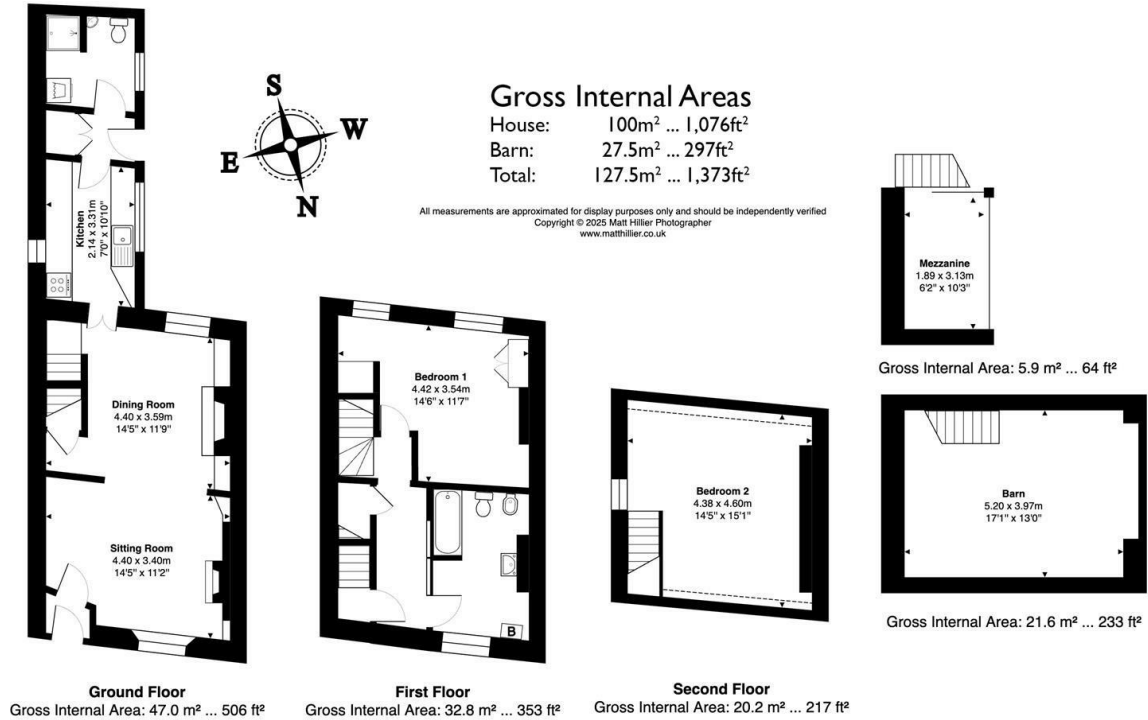 Gross Internal Areas
House: 100m² ... 1,076ft²
Barn: 27.5m² ... 297ft²
Total: 127.5m² ... 1,373ft²
All measurements are approximated for display purposes only and should be independently verified
Copyright © 2025 Matt Hillier Photographer
www.matthillier.co.uk
S
W
E
N
Kitchen
2.14 x 3.31m
7'0" x 10'10"
Dining Room
4.40 x 3.59m
14'5" x 11'9"
Sitting Room
4.40 x 3.40m
14'5" x 11'2"
Ground Floor
Gross Internal Area: 47.0 m² ... 506 ft²
Bedroom 1
4.42 x 3.54m
14'6" x 11'7"
B
First Floor
Gross Internal Area: 32.8 m² ... 353 ft²
Bedroom 2
4.38 x 4.60m
14'5" x 15'1"
Second Floor
Gross Internal Area: 20.2 m² ... 217 ft²
Mezzanine
1.89 x 3.13m
6'2" x 10'3"
Gross Internal Area: 5.9 m² ... 64 ft²
Barn
5.20 x 3.97m
17'1" x 13'0"
Gross Internal Area: 21.6 m² ... 233 ft²